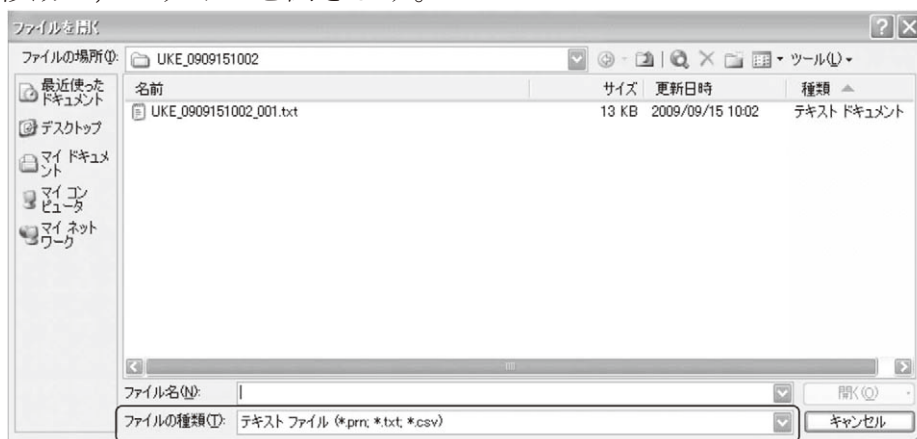 ファイルを開く
ファイルの場所(I):
UKE_0909151002
ツール(L)
最近使った
ドキュメント
デスクトップ
マイ ドキュメ
ント
マイ コン
ピュータ
マイ ネット
ワーク
名前 サイズ 更新日時 種類
UKE_0909151002_001.txt 13 KB 2009/09/15 10:02 テキスト ドキュメント
ファイル名(N): 開く(O)
ファイルの種類(T): テキスト ファイル (*.prn; *.txt; *.csv) キャンセル